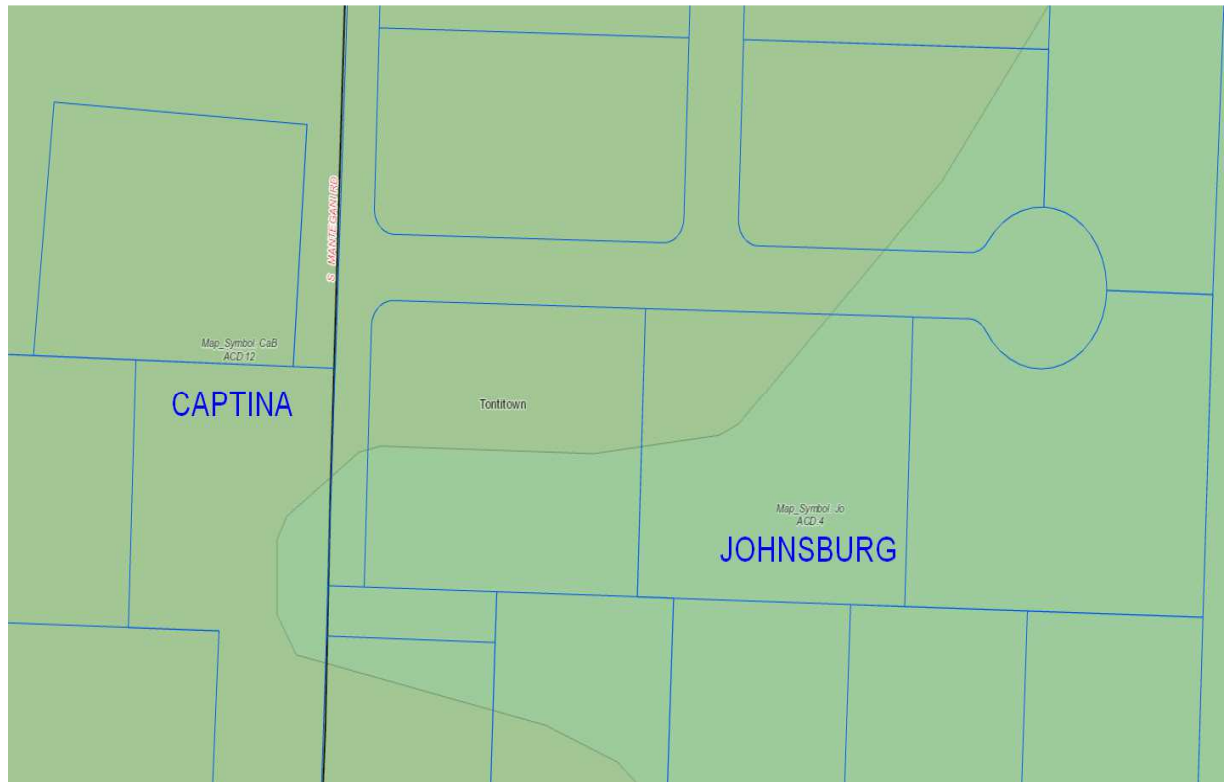 S MANTEGANI RD
Map_Symbol CaB
ACD 12
CAPTINA
Tontitown
Map_Symbol Jo
ACD 4
JOHNSBURG